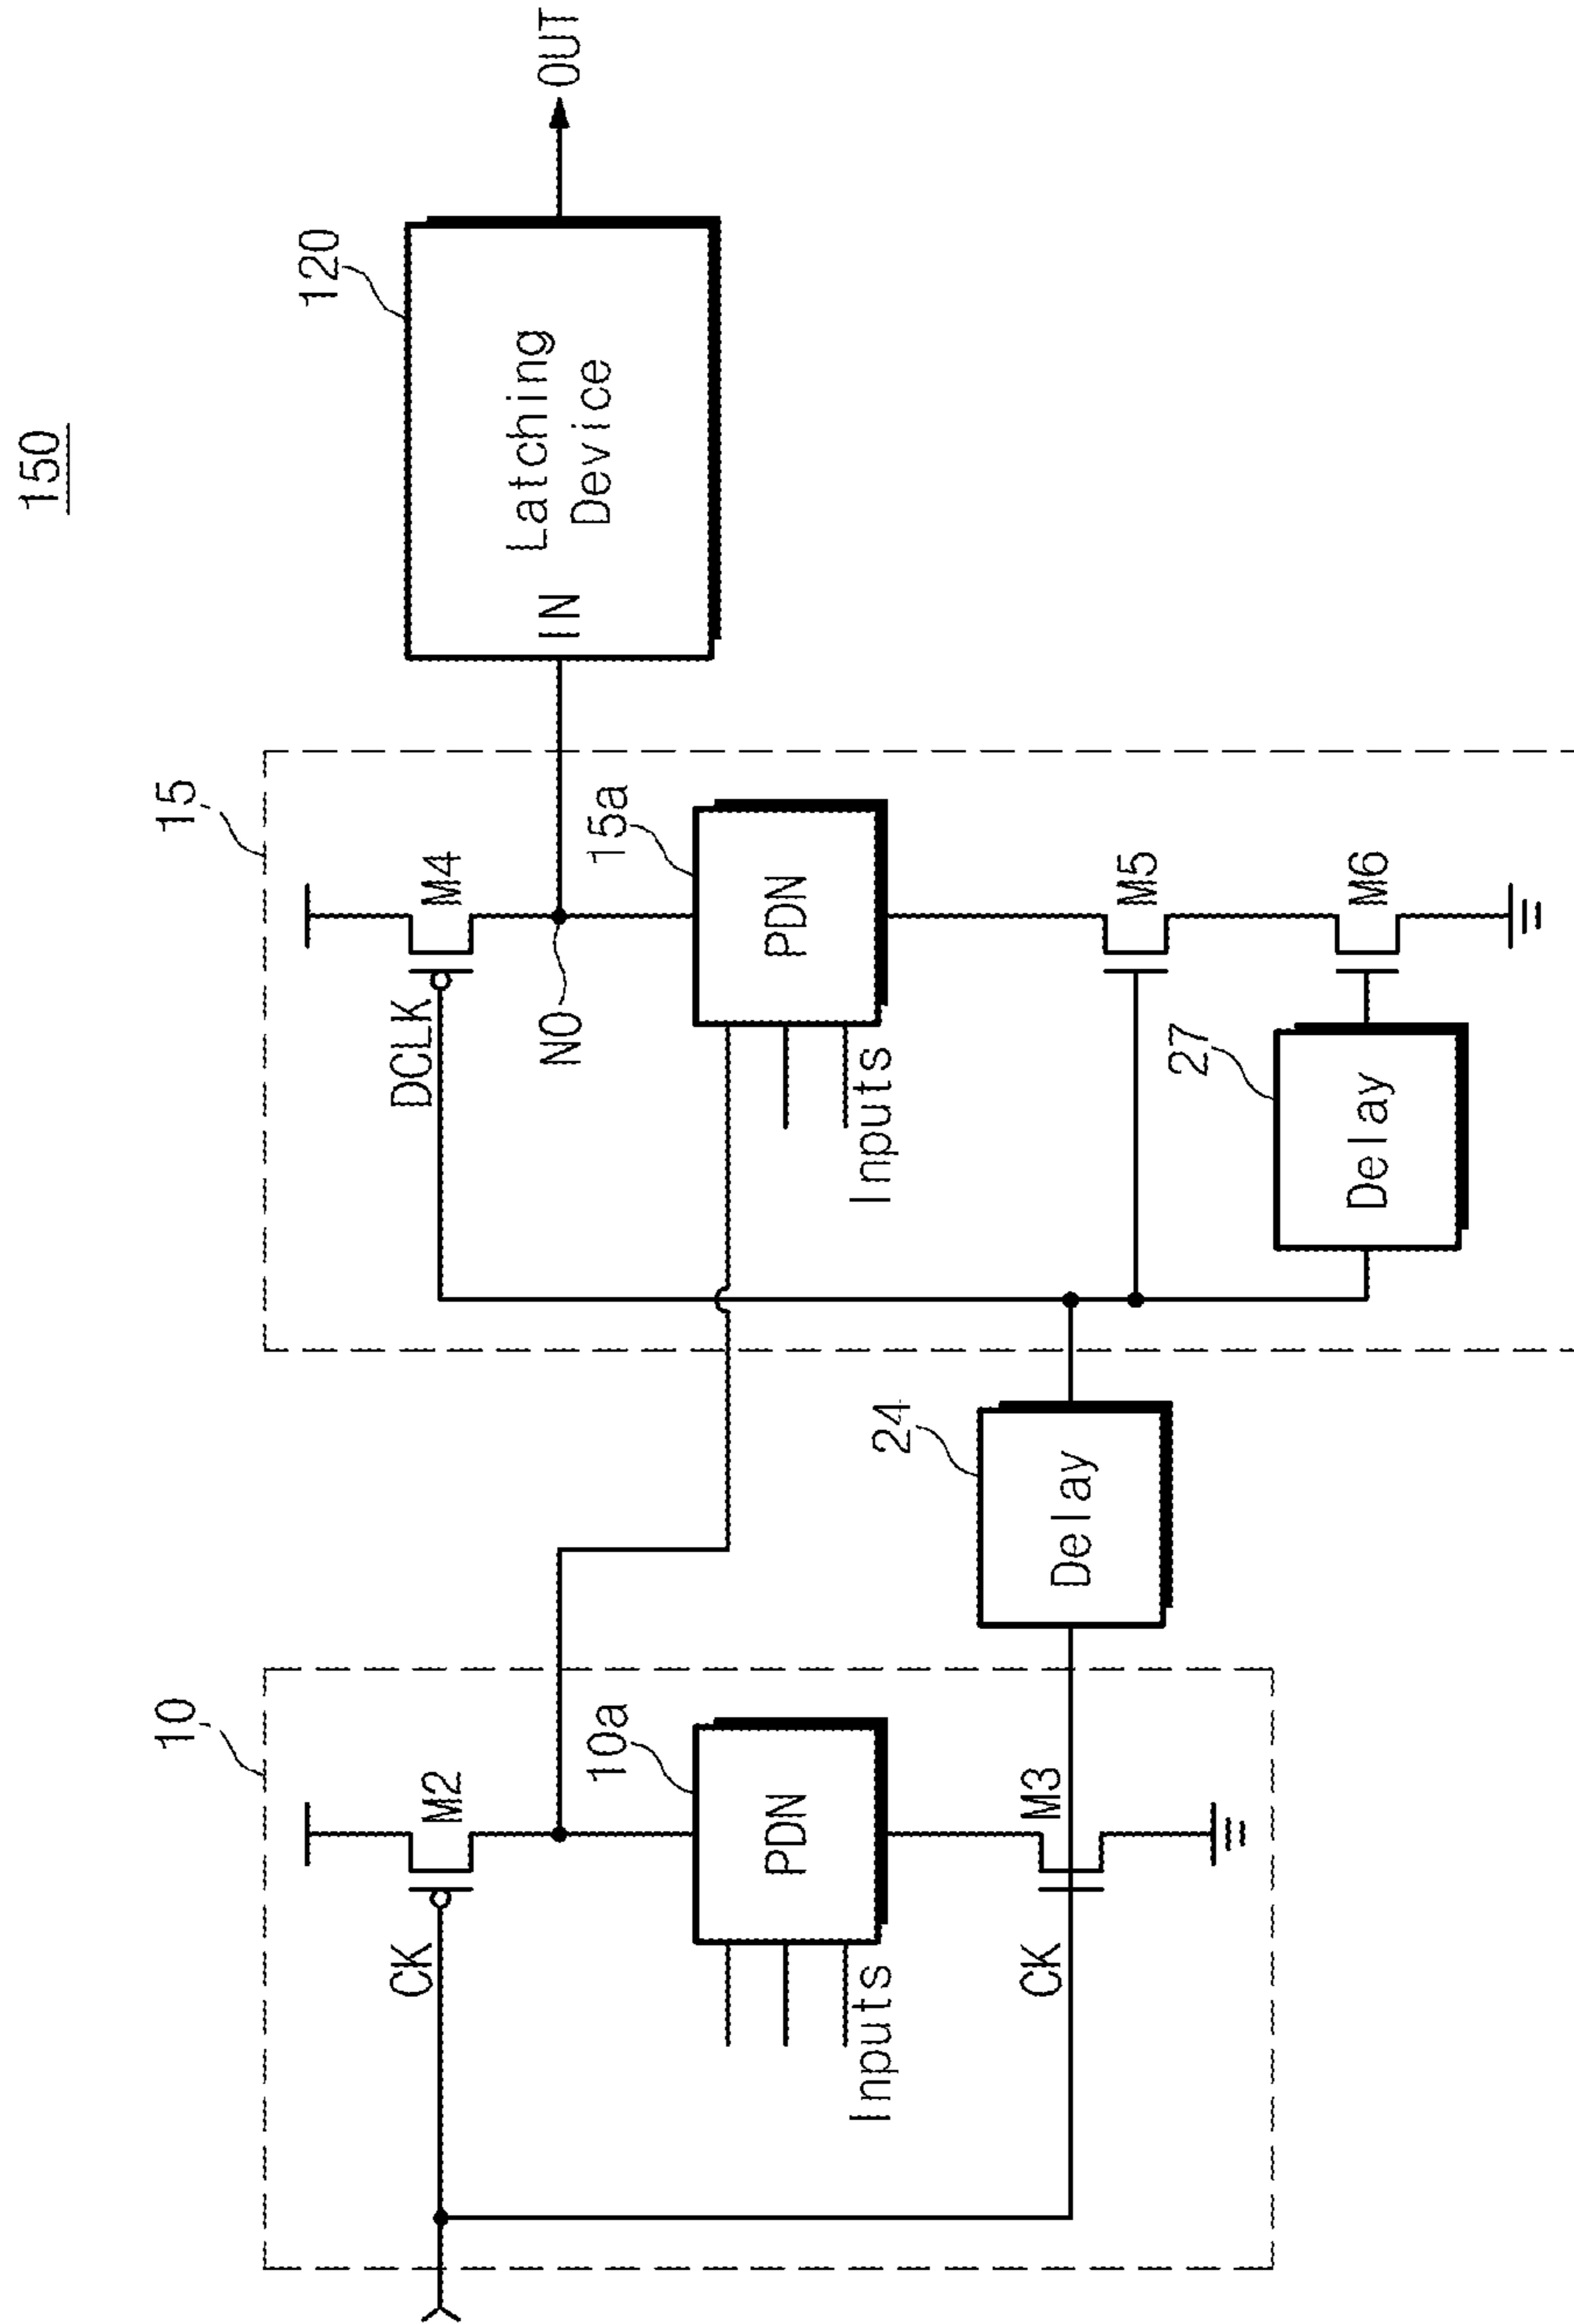 150
10
15
120
CK
M2
DCLK
M4
N0
IN
Latching
Device
OUT
10a
PDN
Inputs
15a
PDN
Inputs
CK
M3
24
Delay
M5
27
Delay
M6